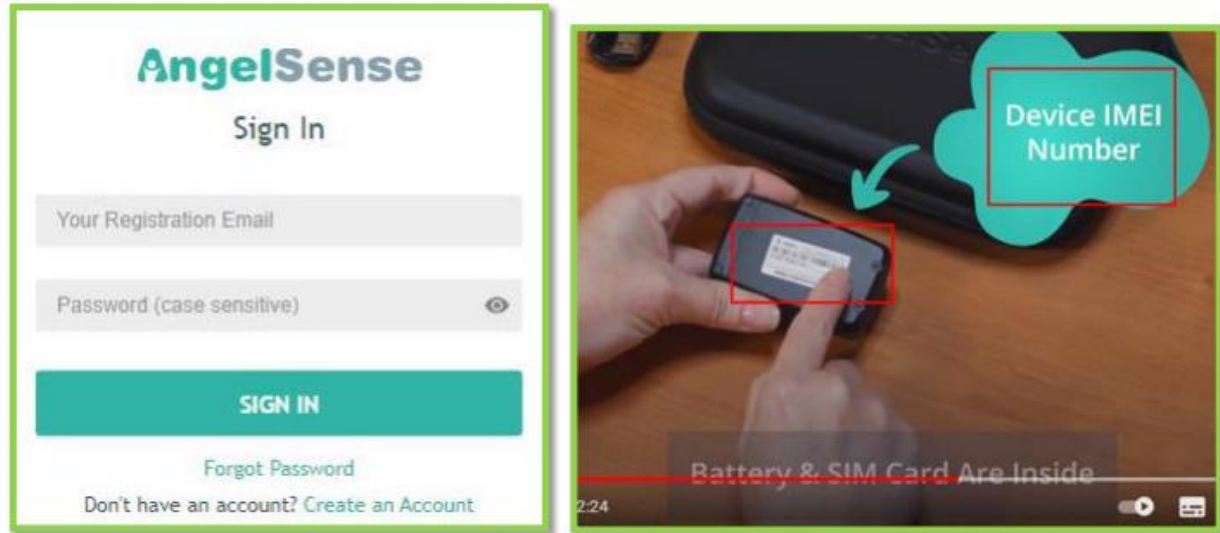 AngelSense
Sign In
Your Registration Email
Password (case sensitive)
SIGN IN
Forgot Password
Don't have an account? Create an Account
Device IMEI
Number
Battery & SIM Card Are Inside
2:24